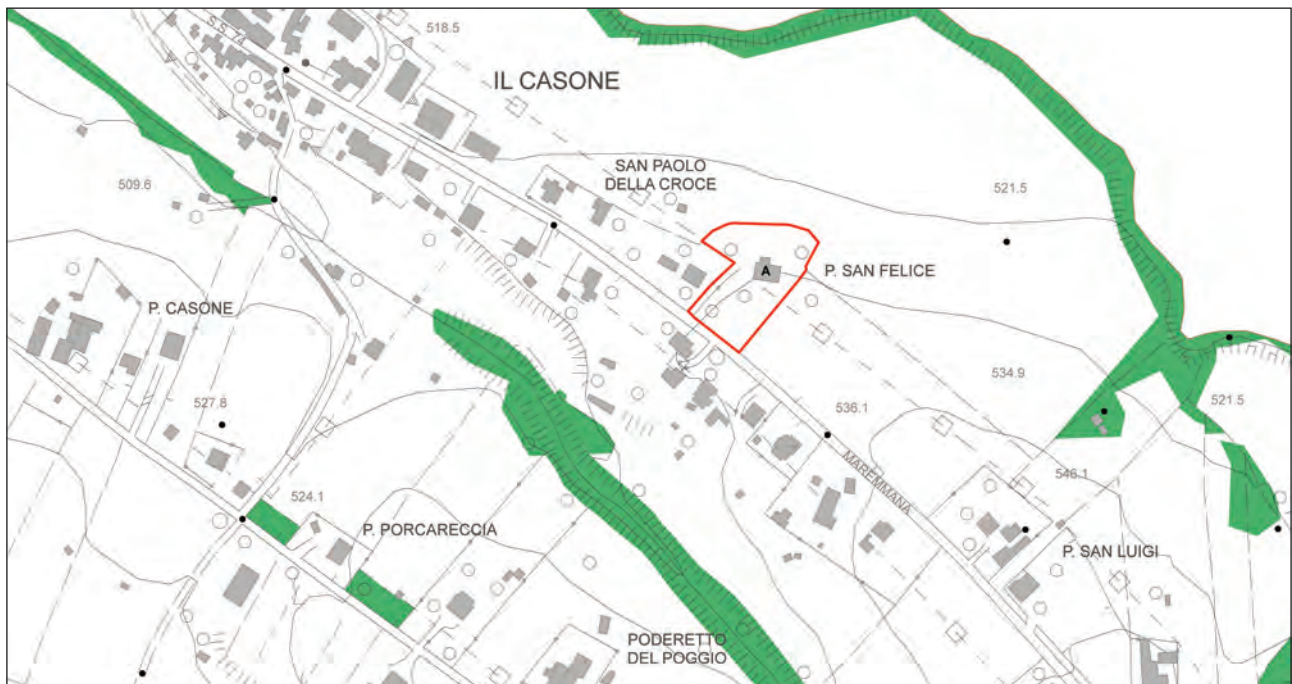 518.5
S.S. 74
IL CASONE
SAN PAOLO
DELLA CROCE
509.6
521.5
A
P. SAN FELICE
P. CASONE
534.9
521.5
536.1
527.8
MAREMMANA
546.1
524.1
P. PORCARECCIA
P. SAN LUIGI
PODERETTO
DEL POGGIO